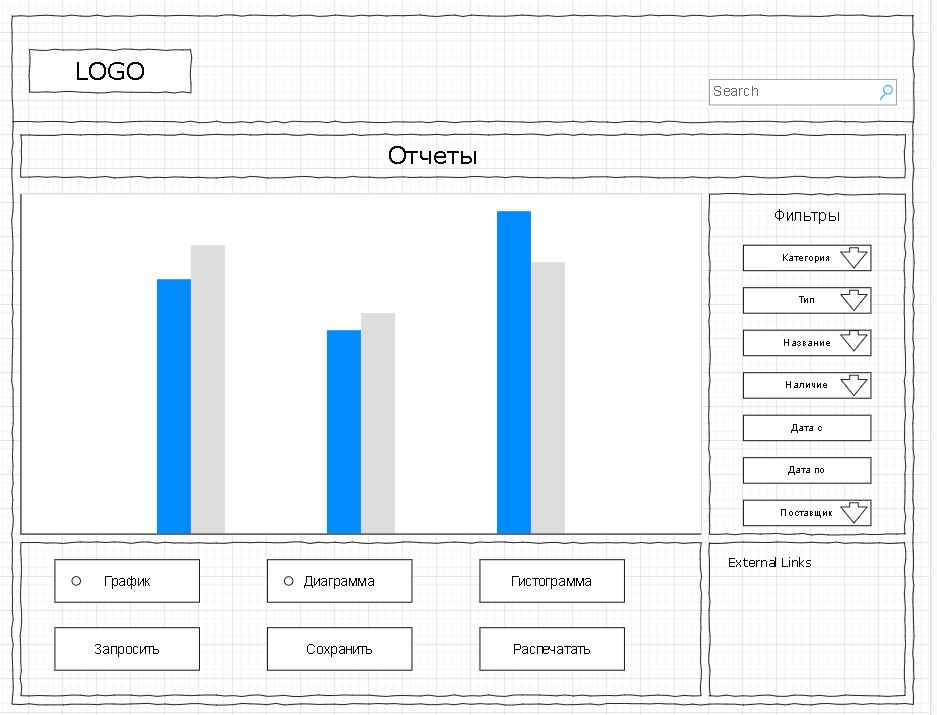 LOGO
Search
Отчеты
Фильтры
Категория
Тип
Название
Наличие
Дата с
Дата по
Поставщик
График
Диаграмма
Гистограмма
Запросить
Сохранить
Распечатать
External Links